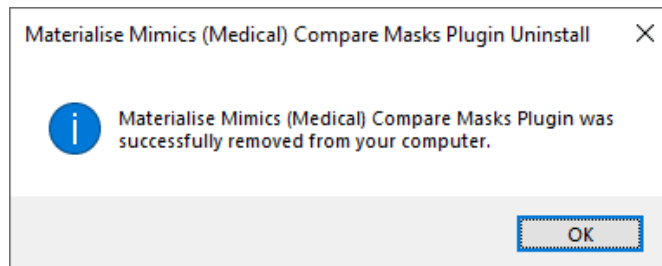 Materialise Mimics (Medical) Compare Masks Plugin Uninstall
Materialise Mimics (Medical) Compare Masks Plugin was
successfully removed from your computer.
OK